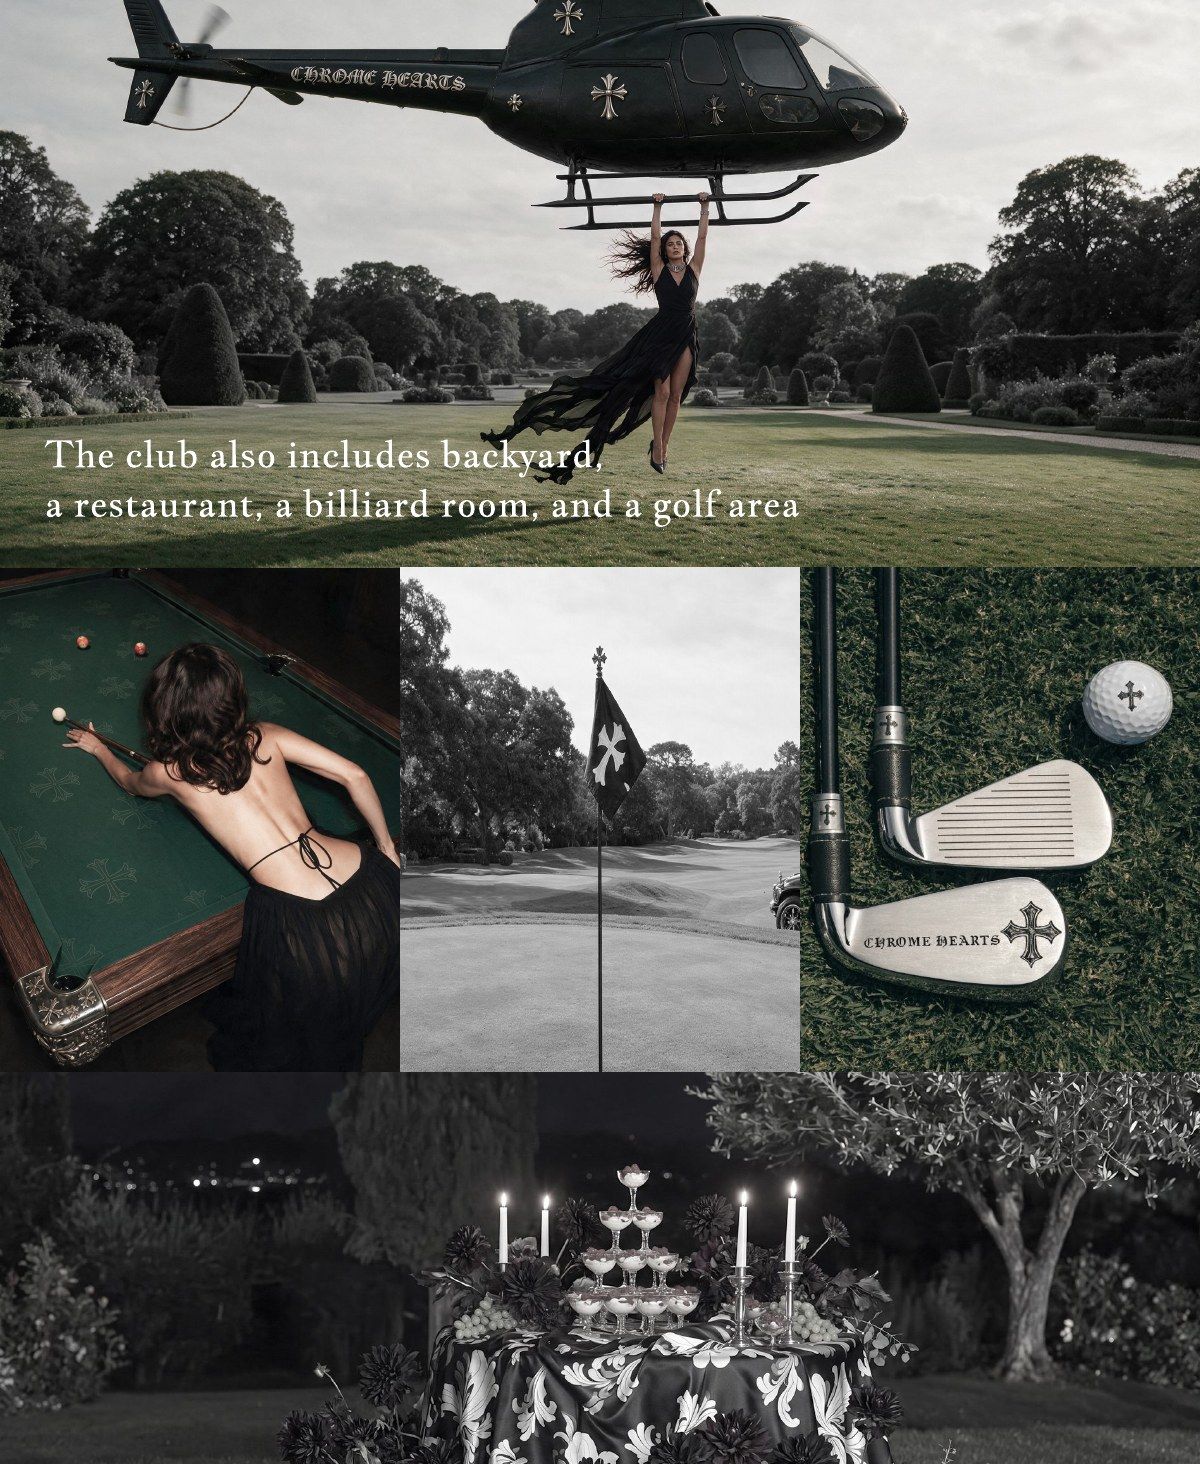 CHROME HEARTS
The club also includes backyard,
a restaurant, a billiard room, and a golf area
CHROME HEARTS